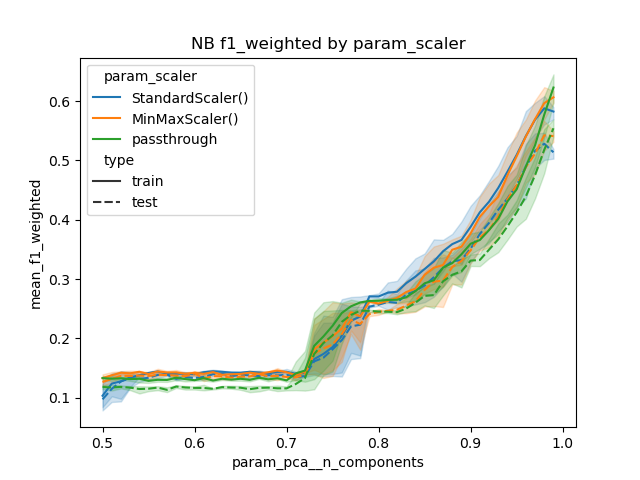 NB f1_weighted by param_scaler
param_scaler
StandardScaler()
MinMaxScaler()
passthrough
type
train
test
mean_f1_weighted
0.6
0.5
0.4
0.3
0.2
0.1
0.5 0.6 0.7 0.8 0.9 1.0
param_pca__n_components